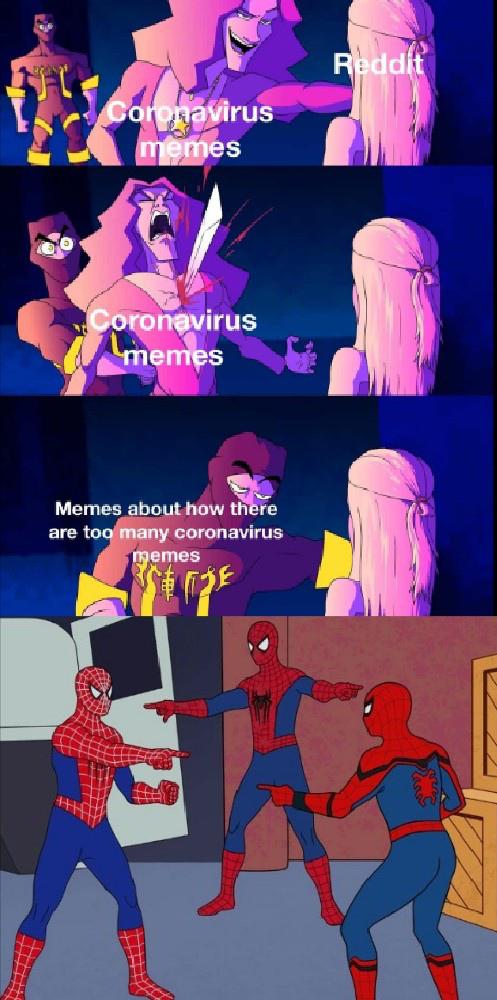 Reddit
Coronavirus
memes
Coronavirus
memes
Memes about how there
are too many coronavirus
memes